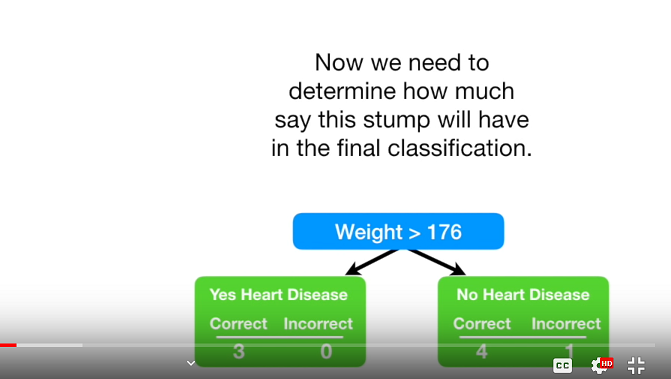 Now we need to
determine how much
say this stump will have
in the final classification.
Weight > 176
Yes Heart Disease
Correct Incorrect
3 0
No Heart Disease
Correct Incorrect
4 1
CC
HD